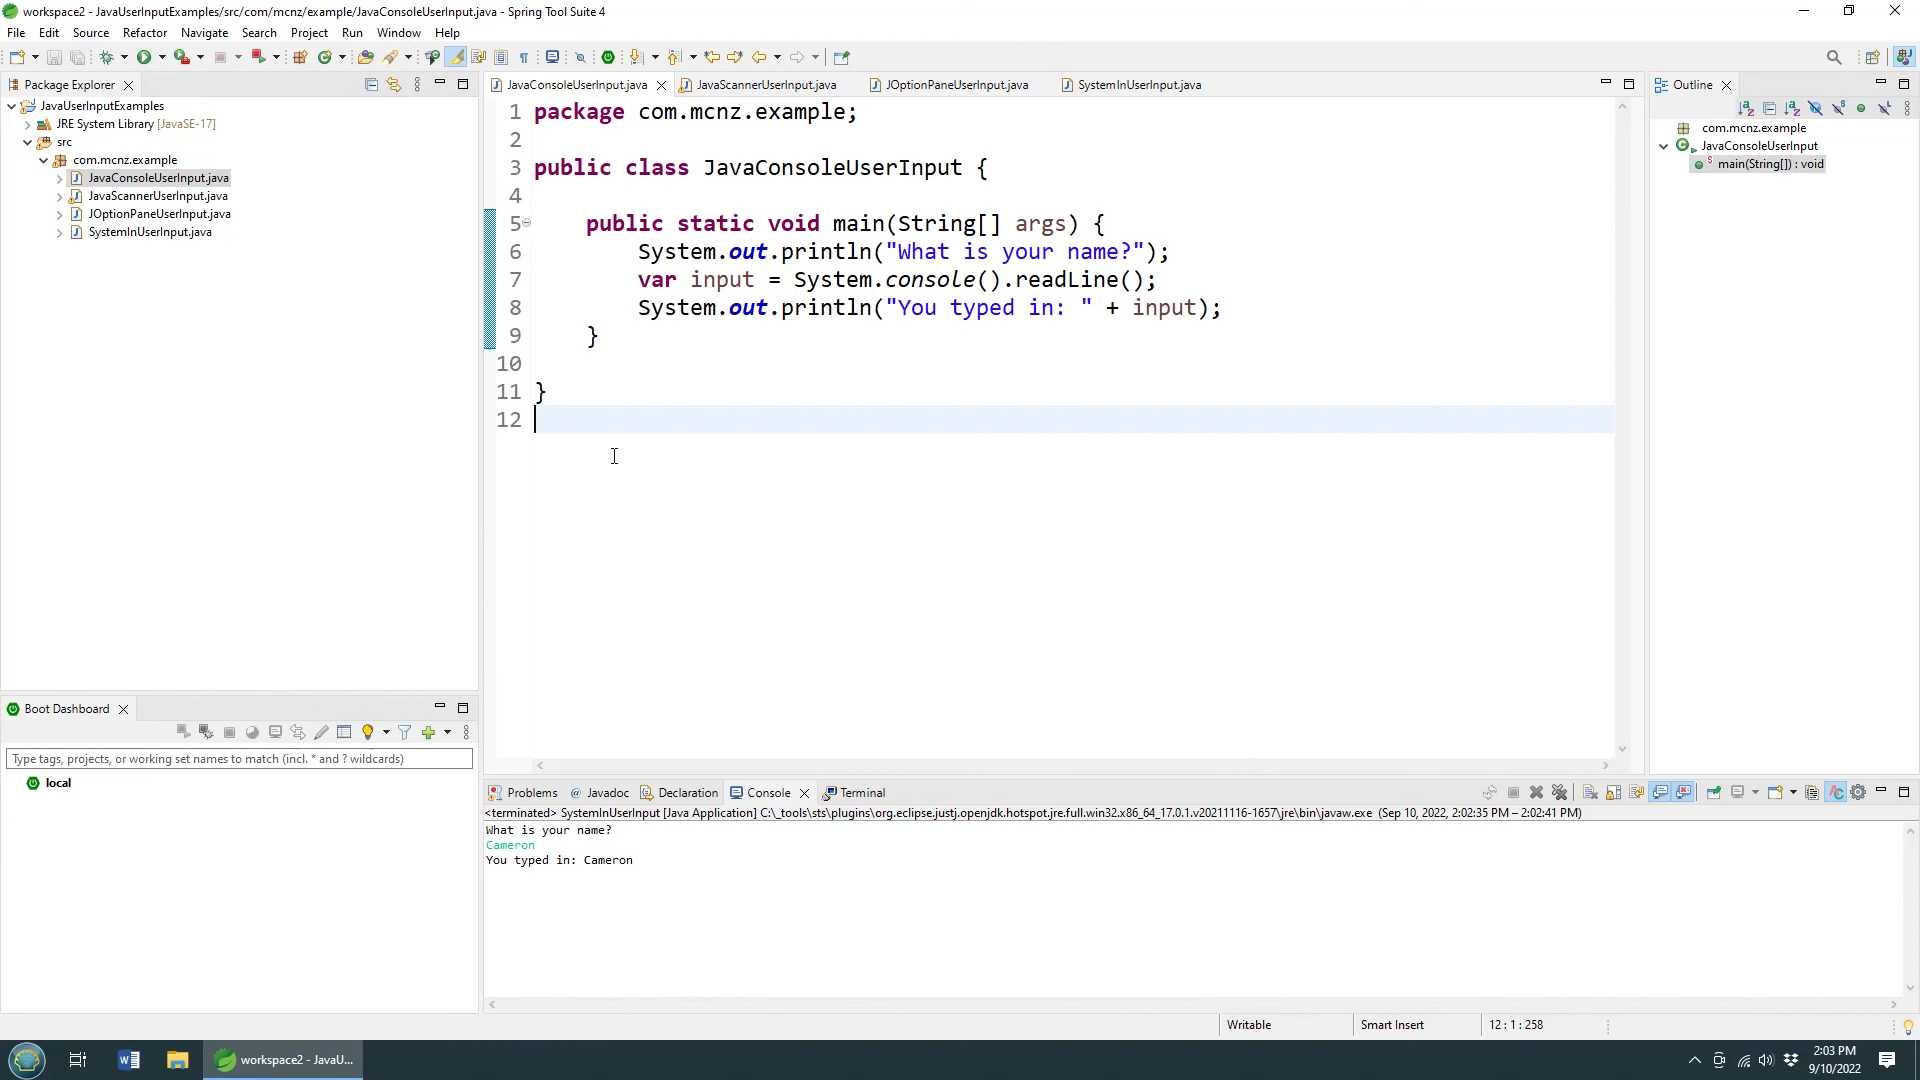 workspace2 - JavaUserInputExamples/src/com/mcnz/example/JavaConsoleUserInput.java - Spring Tool Suite 4
File Edit Source Refactor Navigate Search Project Run Window Help
Package Explorer
JavaUserInputExamples
JRE System Library [JavaSE-17]
src
com.mcnz.example
JavaConsoleUserInput.java
JavaScannerUserInput.java
JOptionPaneUserInput.java
SystemInUserInput.java
JavaConsoleUserInput.java JavaScannerUserInput.java JOptionPaneUserInput.java SystemInUserInput.java
1 package com.mcnz.example;
2
3 public class JavaConsoleUserInput {
4
5 public static void main(String[] args) {
6 System.out.println("What is your name?");
7 var input = System.console().readLine();
8 System.out.println("You typed in: " + input);
9 }
10
11 }
12
Outline
com.mcnz.example
JavaConsoleUserInput
main(String[]) : void
Boot Dashboard
Type tags, projects, or working set names to match (incl. * and ? wildcards)
local
Problems @ Javadoc Declaration Console Terminal
<terminated> SystemInUserInput [Java Application] C:\_tools\sts\plugins\org.eclipse.justj.openjdk.hotspot.jre.full.win32.x86_64_17.0.1.v20211116-1657\jre\bin\javaw.exe (Sep 10, 2022, 2:02:35 PM – 2:02:41 PM)
What is your name?
Cameron
You typed in: Cameron
Writable Smart Insert 12 : 1 : 258
workspace2 - JavaU...
2:03 PM
9/10/2022